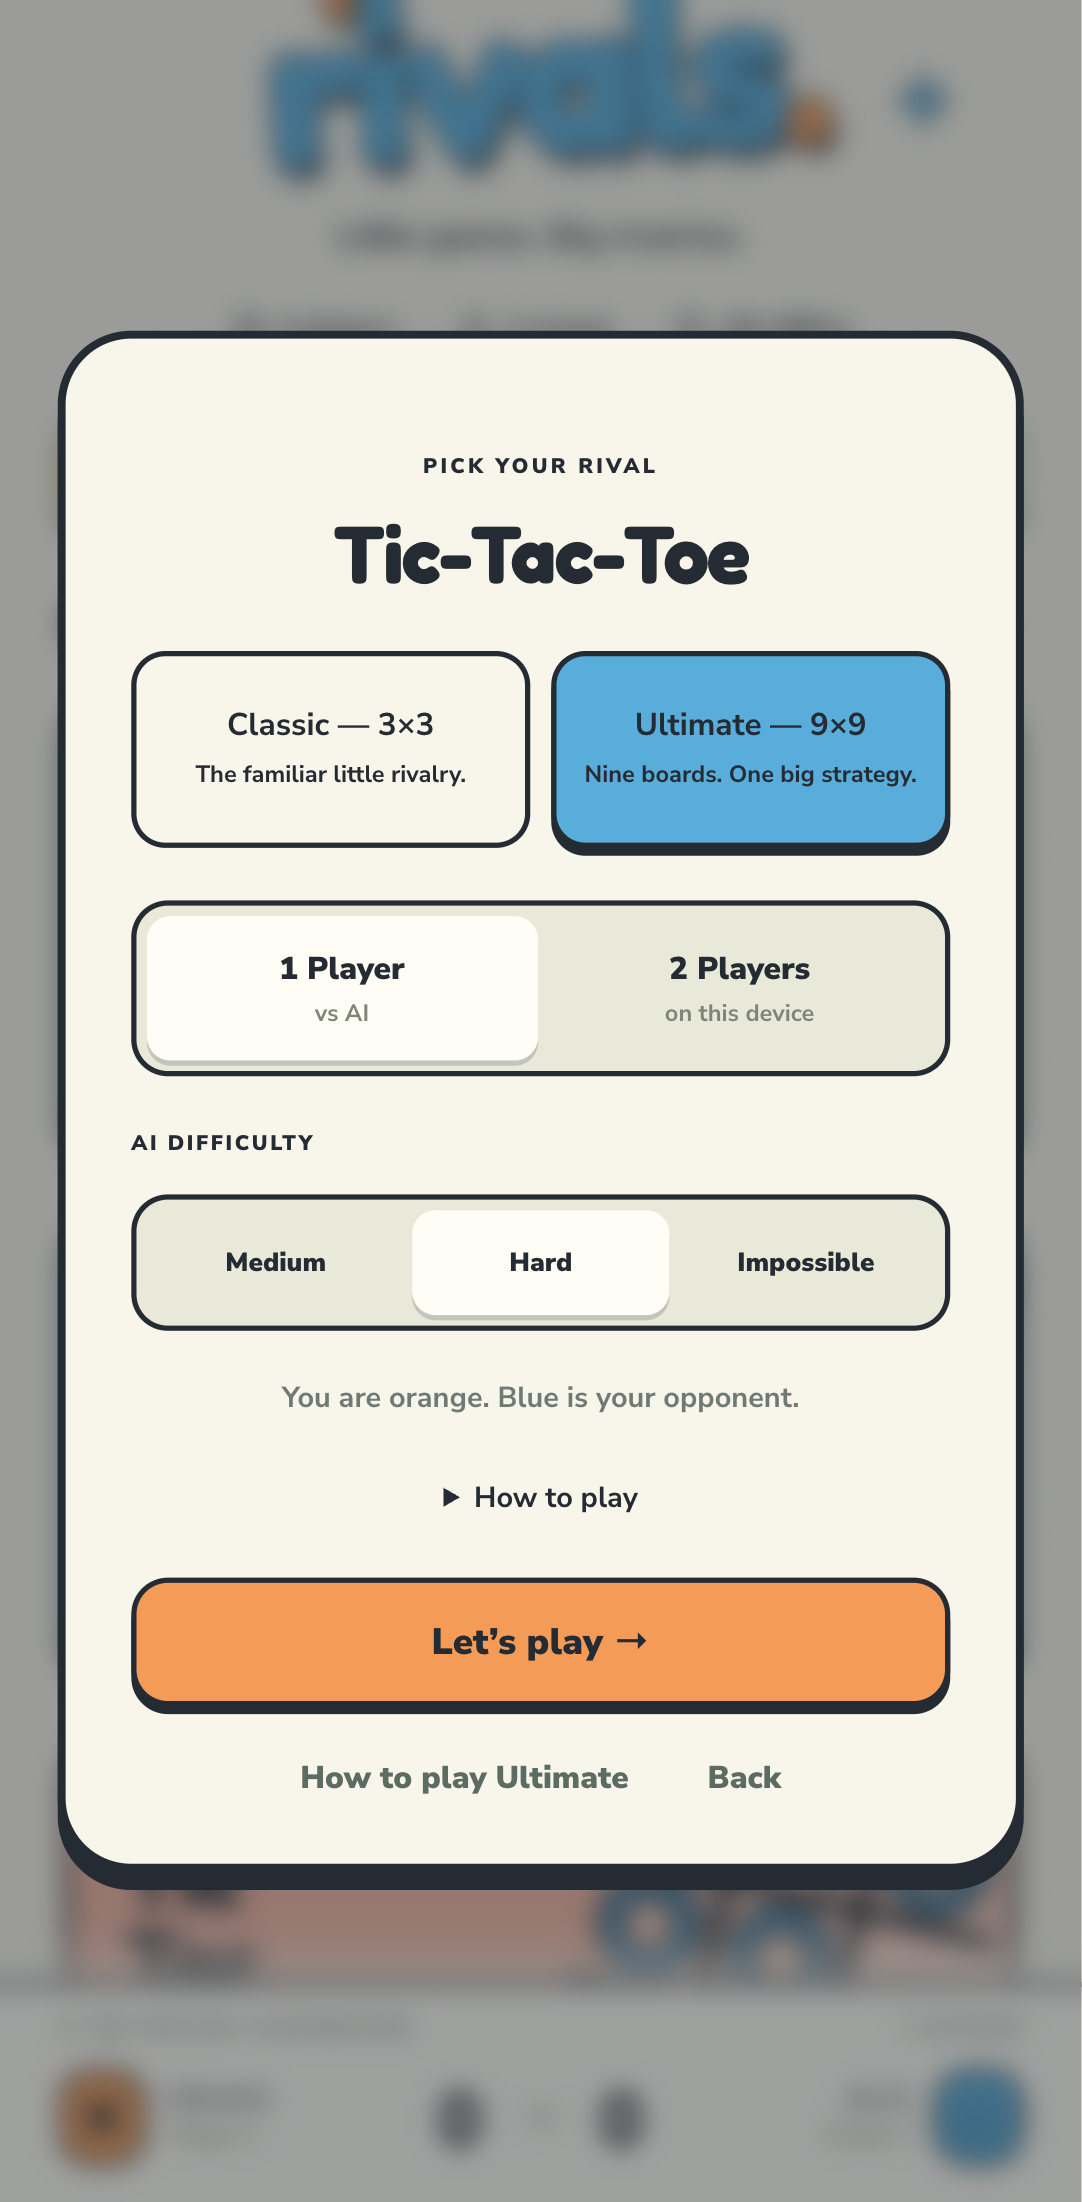 rivals.
PICK YOUR RIVAL
Tic-Tac-Toe
Classic — 3×3
The familiar little rivalry.
Ultimate — 9×9
Nine boards. One big strategy.
1 Player
vs AI
2 Players
on this device
AI DIFFICULTY
Medium
Hard
Impossible
You are orange. Blue is your opponent.
▶ How to play
Let’s play →
How to play Ultimate
Back